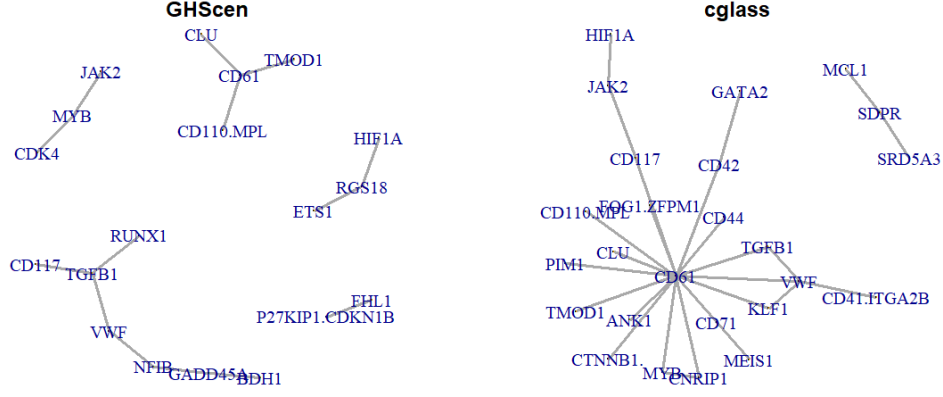 GHScen
CLU
TMOD1
CD61
JAK2
MYB
CD110.MPL
CDK4
HIF1A
RGS18
ETS1
RUNX1
CD117
TGFB1
FHL1
P27KIP1.CDKN1B
VWF
NFIB
GADD45A
BDH1
cglass
HIF1A
MCL1
JAK2
GATA2
SDPR
CD117
CD42
SRD5A3
FOG1.ZFPM1
CD110.MPL
CD44
CLU
TGFB1
PIM1
CD61
VWF
CD41.ITGA2B
TMOD1
ANK1
CD71
KLF1
CTNNB1.
MEIS1
MYB
CNRIP1